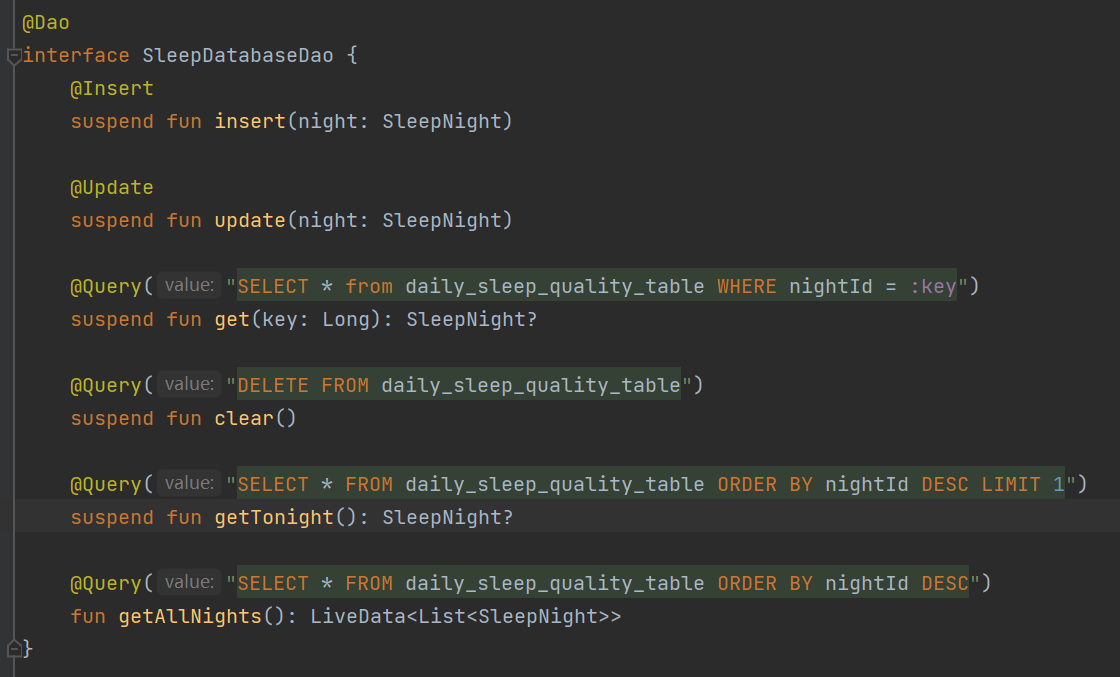 @Dao
interface SleepDatabaseDao {
    @Insert
    suspend fun insert(night: SleepNight)

    @Update
    suspend fun update(night: SleepNight)

    @Query( value: "SELECT * from daily_sleep_quality_table WHERE nightId = :key")
    suspend fun get(key: Long): SleepNight?

    @Query( value: "DELETE FROM daily_sleep_quality_table")
    suspend fun clear()

    @Query( value: "SELECT * FROM daily_sleep_quality_table ORDER BY nightId DESC LIMIT 1")
    suspend fun getTonight(): SleepNight?

    @Query( value: "SELECT * FROM daily_sleep_quality_table ORDER BY nightId DESC")
    fun getAllNights(): LiveData<List<SleepNight>>
}